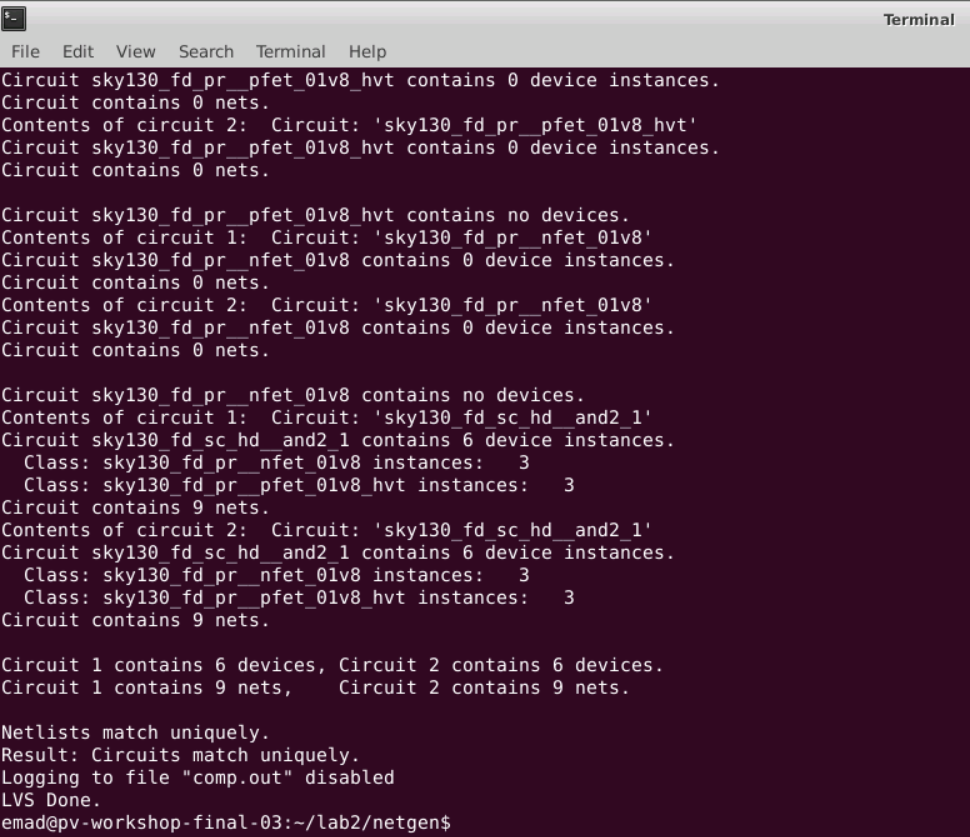 Terminal
File Edit View Search Terminal Help
Circuit sky130_fd_pr__pfet_01v8_hvt contains 0 device instances.
Circuit contains 0 nets.
Contents of circuit 2:  Circuit: 'sky130_fd_pr__pfet_01v8_hvt'
Circuit sky130_fd_pr__pfet_01v8_hvt contains 0 device instances.
Circuit contains 0 nets.

Circuit sky130_fd_pr__pfet_01v8_hvt contains no devices.
Contents of circuit 1:  Circuit: 'sky130_fd_pr__nfet_01v8'
Circuit sky130_fd_pr__nfet_01v8 contains 0 device instances.
Circuit contains 0 nets.
Contents of circuit 2:  Circuit: 'sky130_fd_pr__nfet_01v8'
Circuit sky130_fd_pr__nfet_01v8 contains 0 device instances.
Circuit contains 0 nets.

Circuit sky130_fd_pr__nfet_01v8 contains no devices.
Contents of circuit 1:  Circuit: 'sky130_fd_sc_hd__and2_1'
Circuit sky130_fd_sc_hd__and2_1 contains 6 device instances.
  Class: sky130_fd_pr__nfet_01v8 instances:   3
  Class: sky130_fd_pr__pfet_01v8_hvt instances:   3
Circuit contains 9 nets.
Contents of circuit 2:  Circuit: 'sky130_fd_sc_hd__and2_1'
Circuit sky130_fd_sc_hd__and2_1 contains 6 device instances.
  Class: sky130_fd_pr__nfet_01v8 instances:   3
  Class: sky130_fd_pr__pfet_01v8_hvt instances:   3
Circuit contains 9 nets.

Circuit 1 contains 6 devices, Circuit 2 contains 6 devices.
Circuit 1 contains 9 nets,    Circuit 2 contains 9 nets.

Netlists match uniquely.
Result: Circuits match uniquely.
Logging to file "comp.out" disabled
LVS Done.
emad@pv-workshop-final-03:~/lab2/netgen$